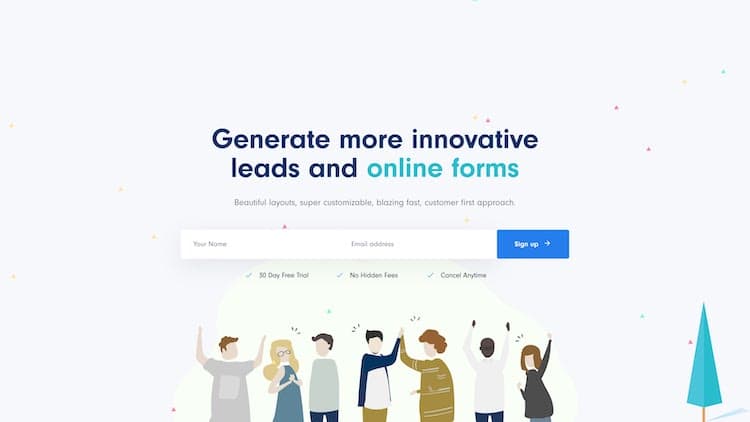 Generate more innovative
leads and online forms
Beautiful layouts, super customizable, blazing fast, customer first approach.
Your Name
Email address
Sign up
30 Day Free Trial
No Hidden Fees
Cancel Anytime